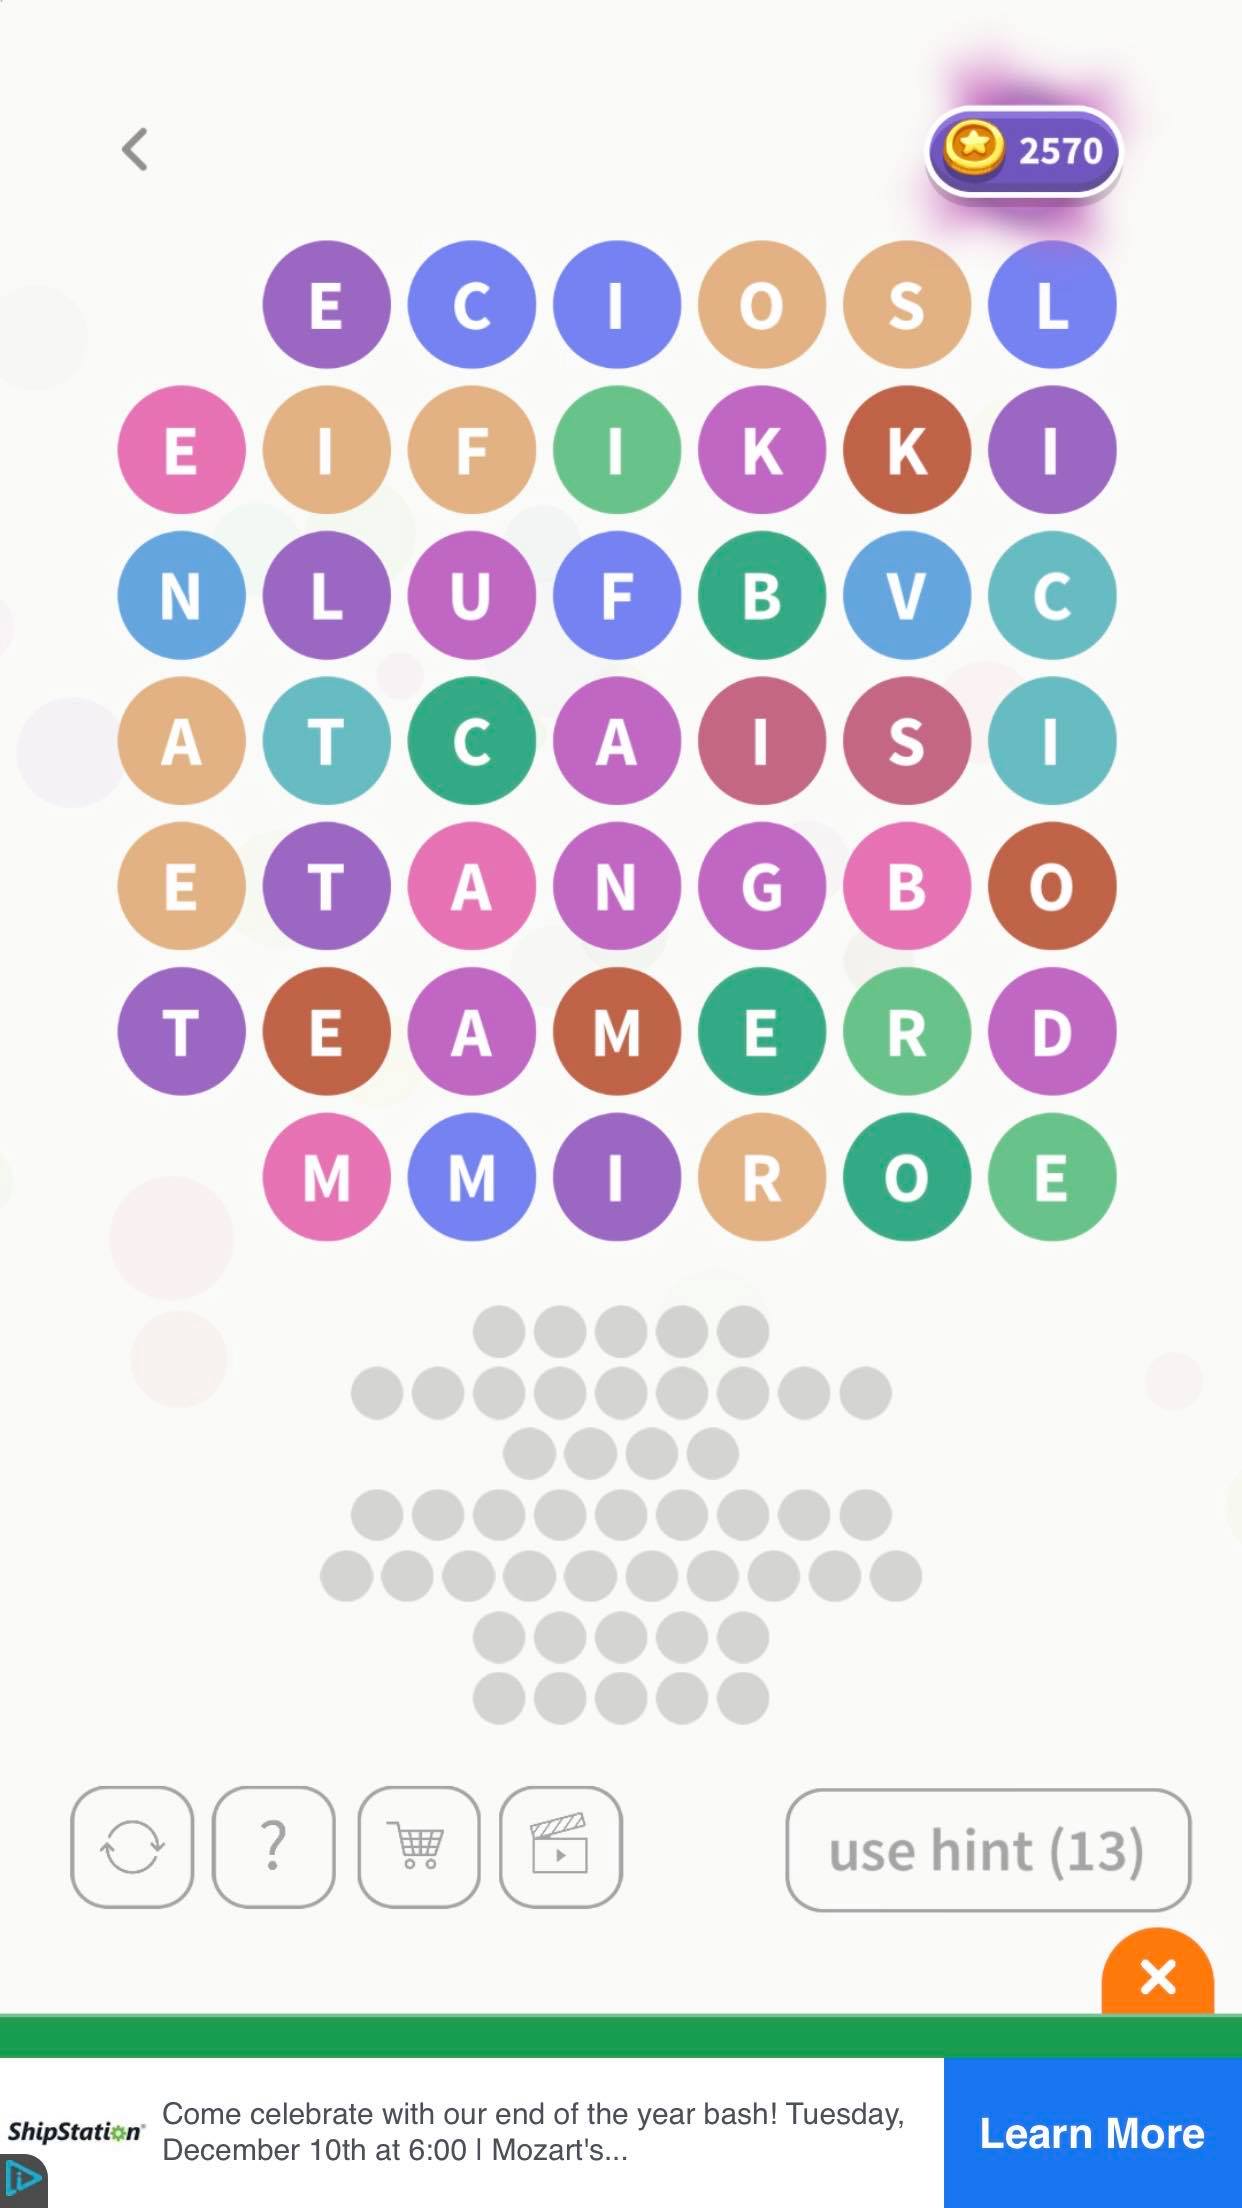 2570
E C I O S L
E I F I K K I
N L U F B V C
A T C A I S I
E T A N G B O
T E A M E R D
M M I R O E
?
use hint (13)
ShipStation
Come celebrate with our end of the year bash! Tuesday,
December 10th at 6:00 | Mozart's...
Learn More